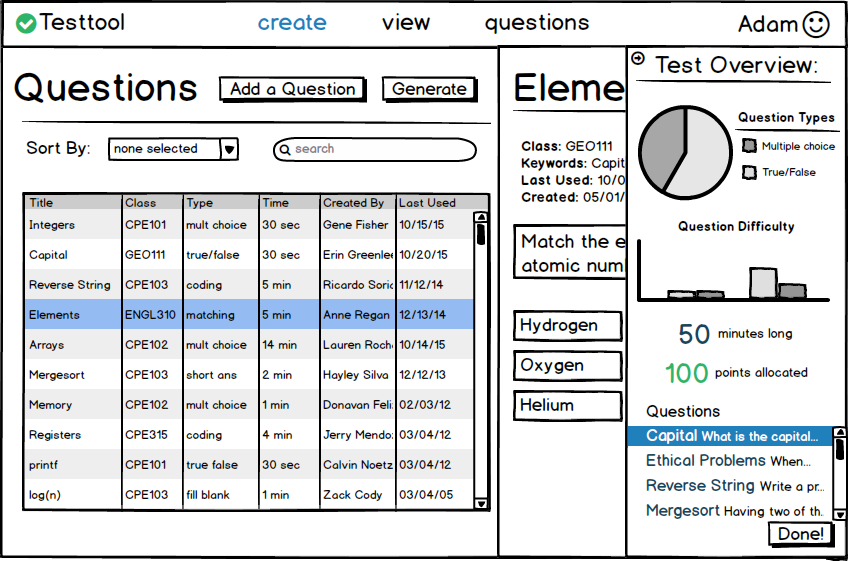 Testtool create view questions Adam
Questions Add a Question Generate
Sort By: none selected search
Title Class Type Time Created By Last Used
Integers CPE101 mult choice 30 sec Gene Fisher 10/15/15
Capital GEO111 true/false 30 sec Erin Greenlee 10/20/15
Reverse String CPE103 coding 5 min Ricardo 11/12/14
Elements ENGL310 matching 5 min Anne Regan 12/13/14
Arrays CPE102 mult choice 14 min Lauren Roch 10/14/15
Mergesort CPE103 short ans 2 min Hayley Silva 12/12/13
Memory CPE102 mult choice 1 min Donavan Feli 02/03/12
Registers CPE315 coding 4 min Jerry Mendo 03/04/12
printf CPE101 true false 30 sec Calvin Noetz 03/04/12
log(n) CPE103 fill blank 1 min Zack Cody 03/04/05
Eleme
Class: GEO111
Keywords: Capit
Last Used: 10/0
Created: 05/01/
Match the e
atomic num
Hydrogen
Oxygen
Helium
Test Overview:
Question Types
Multiple choice
True/False
Question Difficulty
50 minutes long
100 points allocated
Questions
Capital What is the capital...
Ethical Problems When...
Reverse String Write a pr...
Mergesort Having two of th.
Done!